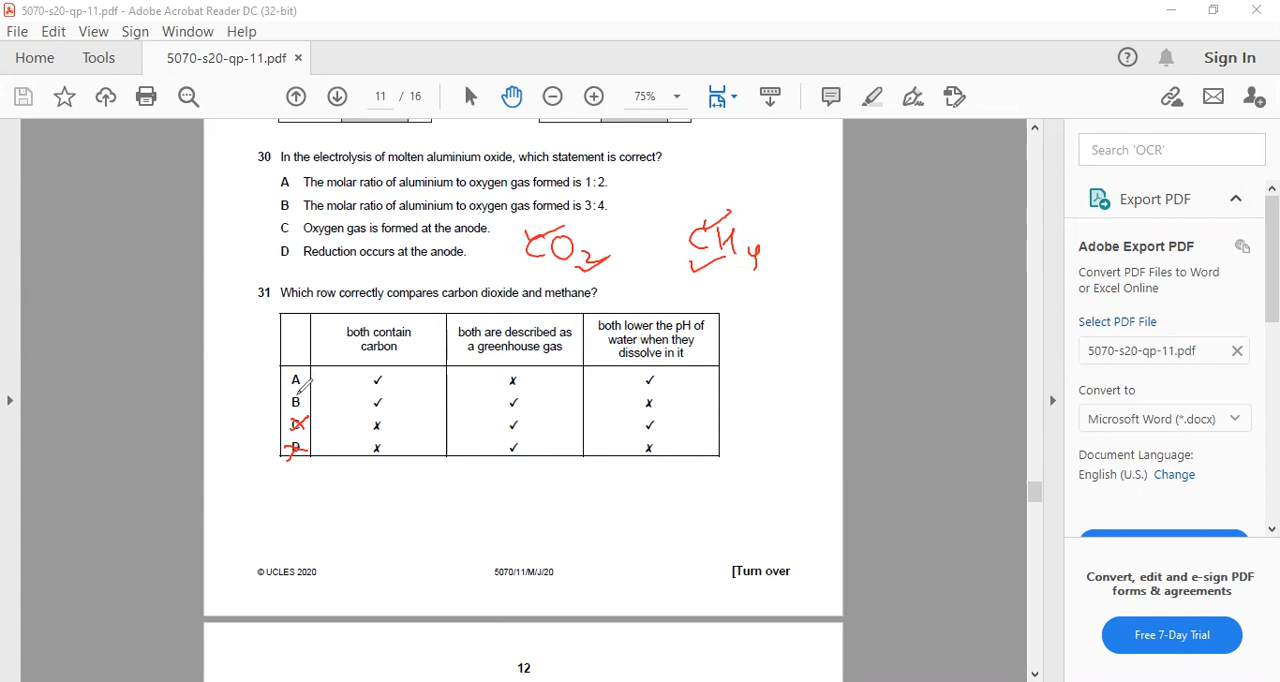 5070-s20-qp-11.pdf - Adobe Acrobat Reader DC (32-bit)
File Edit View Sign Window Help
Home Tools 5070-s20-qp-11.pdf × Sign In
11 / 16 75%
30 In the electrolysis of molten aluminium oxide, which statement is correct?
A The molar ratio of aluminium to oxygen gas formed is 1:2.
B The molar ratio of aluminium to oxygen gas formed is 3:4.
C Oxygen gas is formed at the anode.
D Reduction occurs at the anode.
CO2 CH4
31 Which row correctly compares carbon dioxide and methane?
both contain carbon
both are described as a greenhouse gas
both lower the pH of water when they dissolve in it
A ✓ ✗ ✓
B ✓ ✓ ✗
C ✗ ✓ ✓
D ✗ ✓ ✗
© UCLES 2020 5070/11/M/J/20 [Turn over
12
Search 'OCR'
Export PDF
Adobe Export PDF
Convert PDF Files to Word
or Excel Online
Select PDF File
5070-s20-qp-11.pdf
Convert to
Microsoft Word (*.docx)
Document Language:
English (U.S.) Change
Convert, edit and e-sign PDF
forms & agreements
Free 7-Day Trial